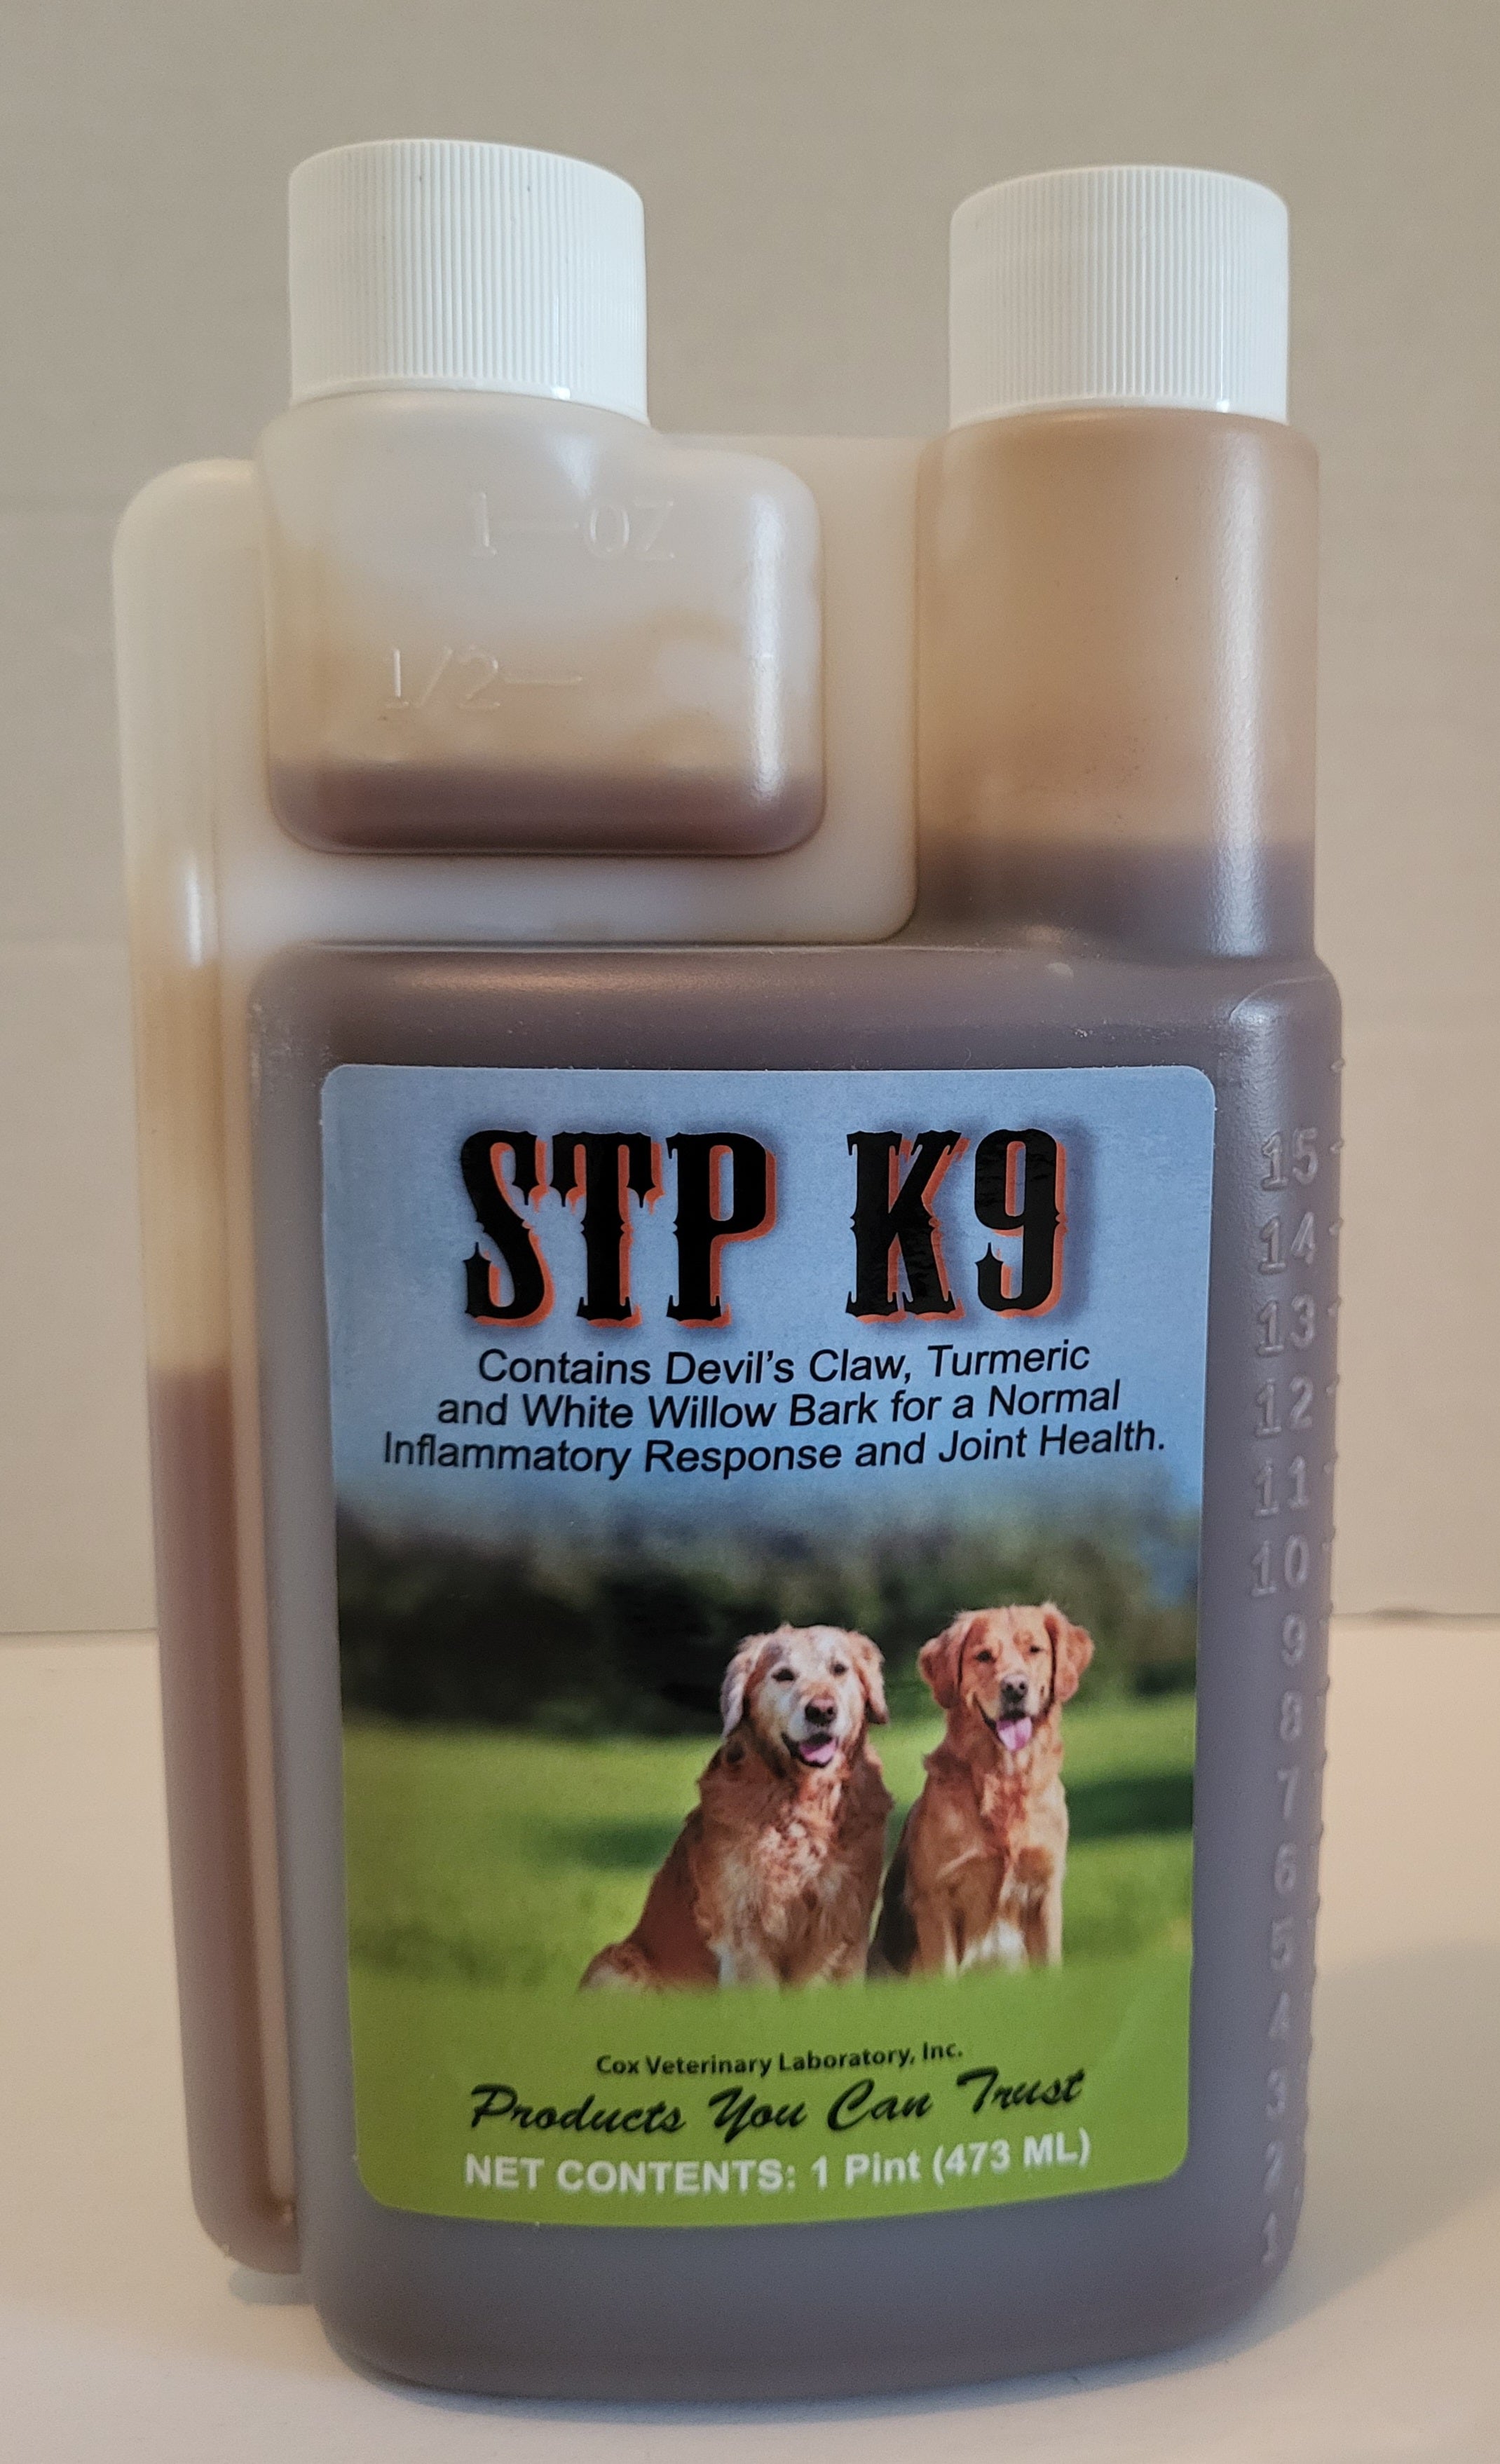 1 — OZ
1/2 —
STP K9
Contains Devil's Claw, Turmeric
and White Willow Bark for a Normal
Inflammatory Response and Joint Health.
Cox Veterinary Laboratory, Inc.
Products You Can Trust
NET CONTENTS: 1 Pint (473 ML)
15
14
13
12
11
10
9
8
7
6
5
4
3
2
1